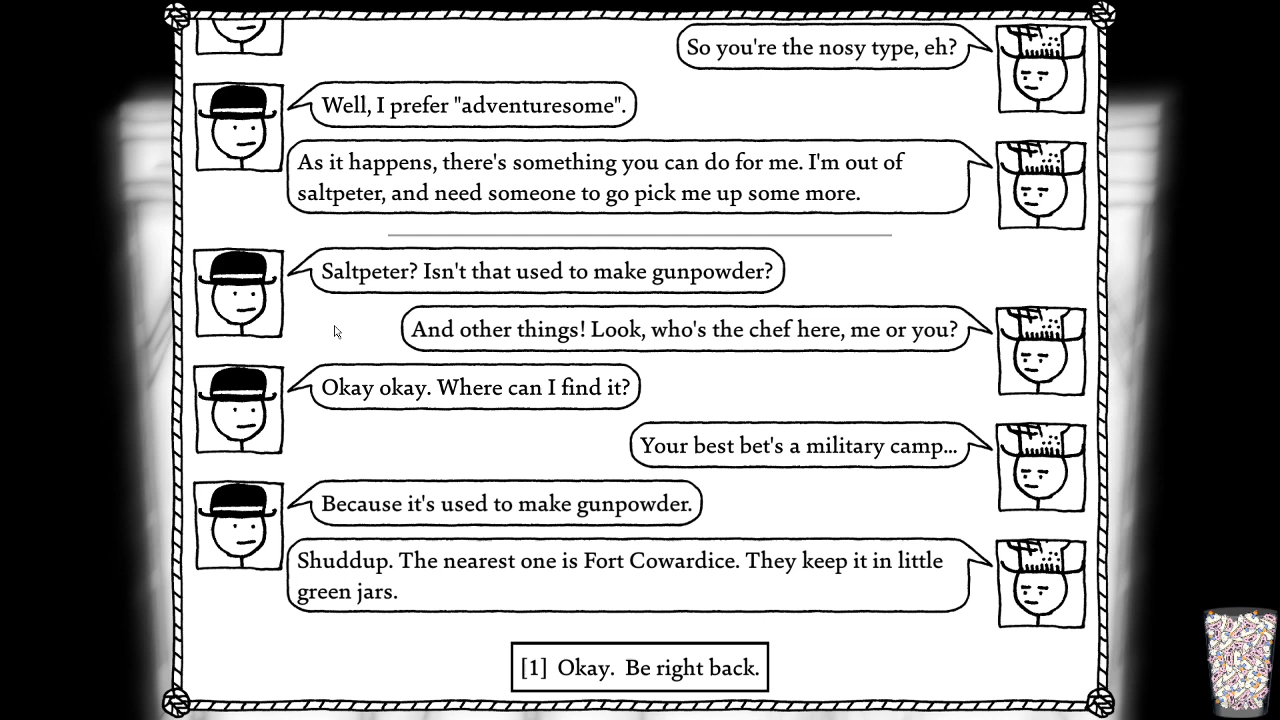 So you're the nosy type, eh?
Well, I prefer "adventuresome".
As it happens, there's something you can do for me. I'm out of
saltpeter, and need someone to go pick me up some more.
Saltpeter? Isn't that used to make gunpowder?
And other things! Look, who's the chef here, me or you?
Okay okay. Where can I find it?
Your best bet's a military camp...
Because it's used to make gunpowder.
Shuddup. The nearest one is Fort Cowardice. They keep it in little
green jars.
[1] Okay. Be right back.